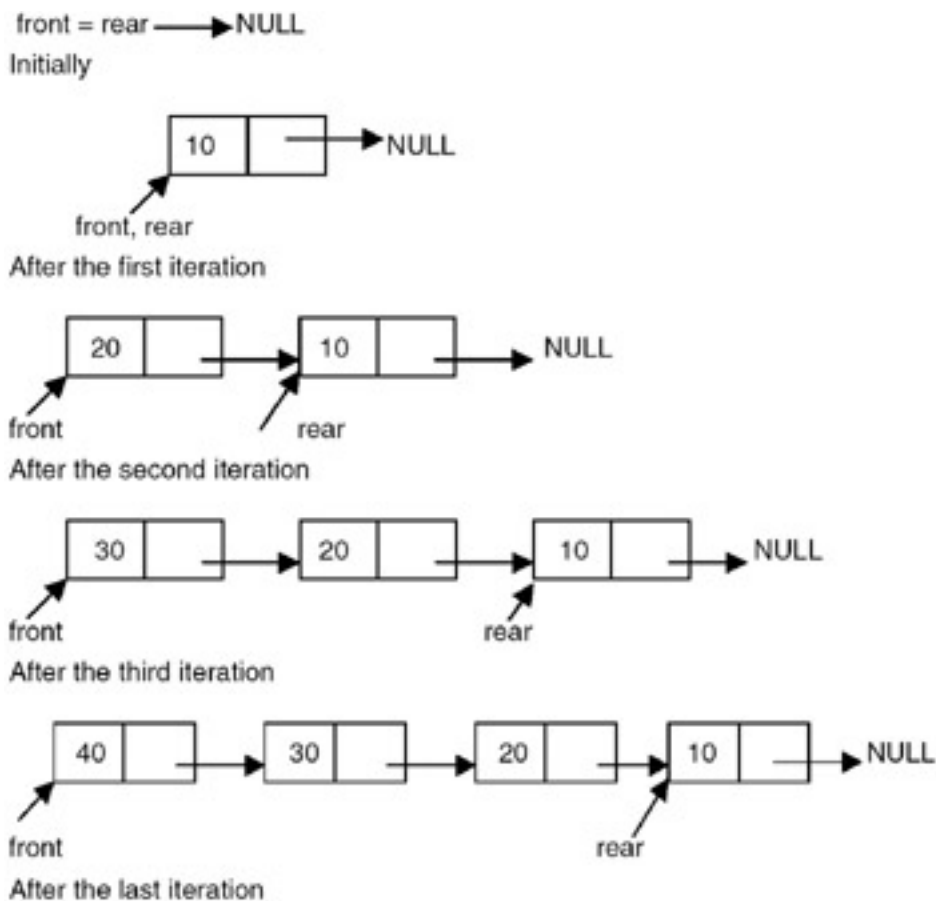 front = rear NULL
Initially
10 NULL
front, rear
After the first iteration
20 10 NULL
front rear
After the second iteration
30 20 10 NULL
front rear
After the third iteration
40 30 20 10 NULL
front rear
After the last iteration